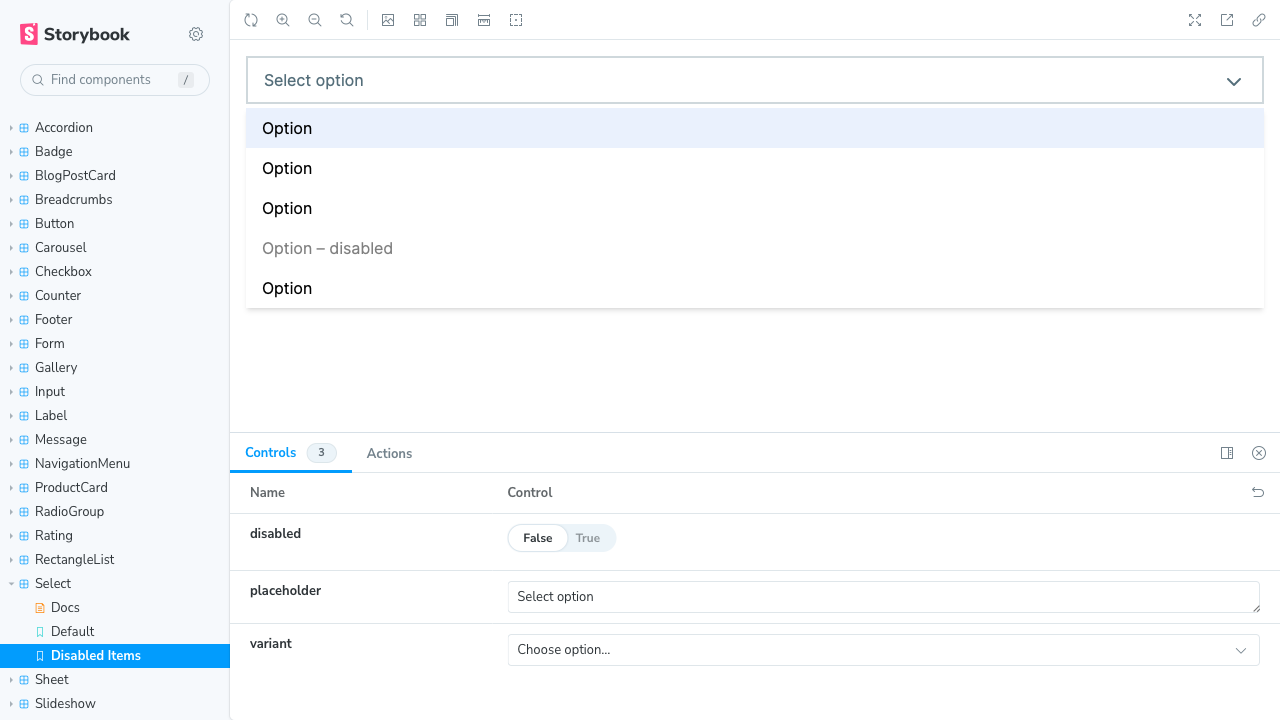 Storybook
Find components /
Accordion
Badge
BlogPostCard
Breadcrumbs
Button
Carousel
Checkbox
Counter
Footer
Form
Gallery
Input
Label
Message
NavigationMenu
ProductCard
RadioGroup
Rating
RectangleList
Select
Docs
Default
Disabled Items
Sheet
Slideshow
Select option
Option
Option
Option
Option – disabled
Option
Controls 3 Actions
Name Control
disabled False True
placeholder Select option
variant Choose option...